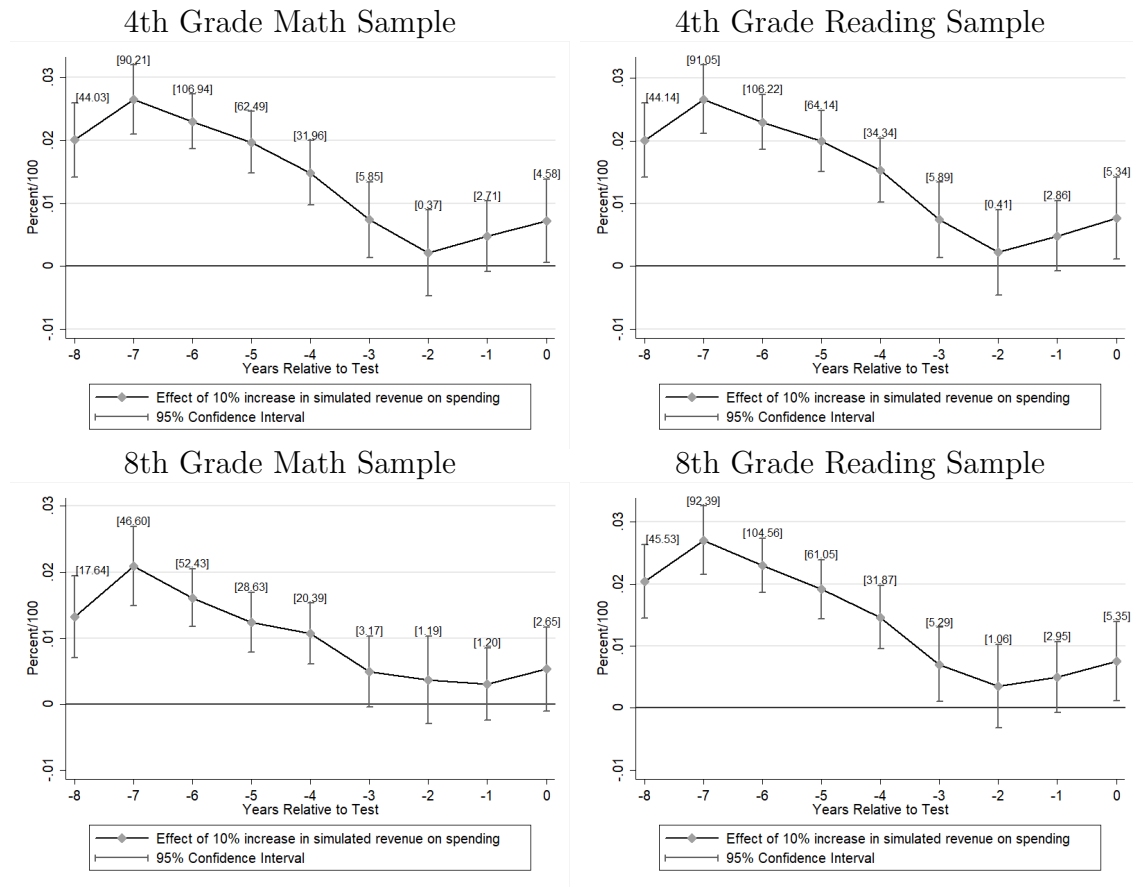 4th Grade Math Sample
[44.03] [90.21] [106.94] [62.49] [31.96] [5.85] [0.37] [2.71] [4.58]
Percent/100
.03
.02
.01
0
-.01
-8 -7 -6 -5 -4 -3 -2 -1 0
Years Relative to Test
Effect of 10% increase in simulated revenue on spending
95% Confidence Interval
4th Grade Reading Sample
[44.14] [91.05] [106.22] [64.14] [34.34] [5.89] [0.41] [2.86] [5.34]
Percent/100
.03
.02
.01
0
-.01
-8 -7 -6 -5 -4 -3 -2 -1 0
Years Relative to Test
Effect of 10% increase in simulated revenue on spending
95% Confidence Interval
8th Grade Math Sample
[17.64] [46.60] [52.43] [28.63] [20.39] [3.17] [1.19] [1.20] [2.65]
Percent/100
.03
.02
.01
0
-.01
-8 -7 -6 -5 -4 -3 -2 -1 0
Years Relative to Test
Effect of 10% increase in simulated revenue on spending
95% Confidence Interval
8th Grade Reading Sample
[45.53] [92.39] [104.56] [61.05] [31.87] [5.29] [1.06] [2.95] [5.35]
Percent/100
.03
.02
.01
0
-.01
-8 -7 -6 -5 -4 -3 -2 -1 0
Years Relative to Test
Effect of 10% increase in simulated revenue on spending
95% Confidence Interval